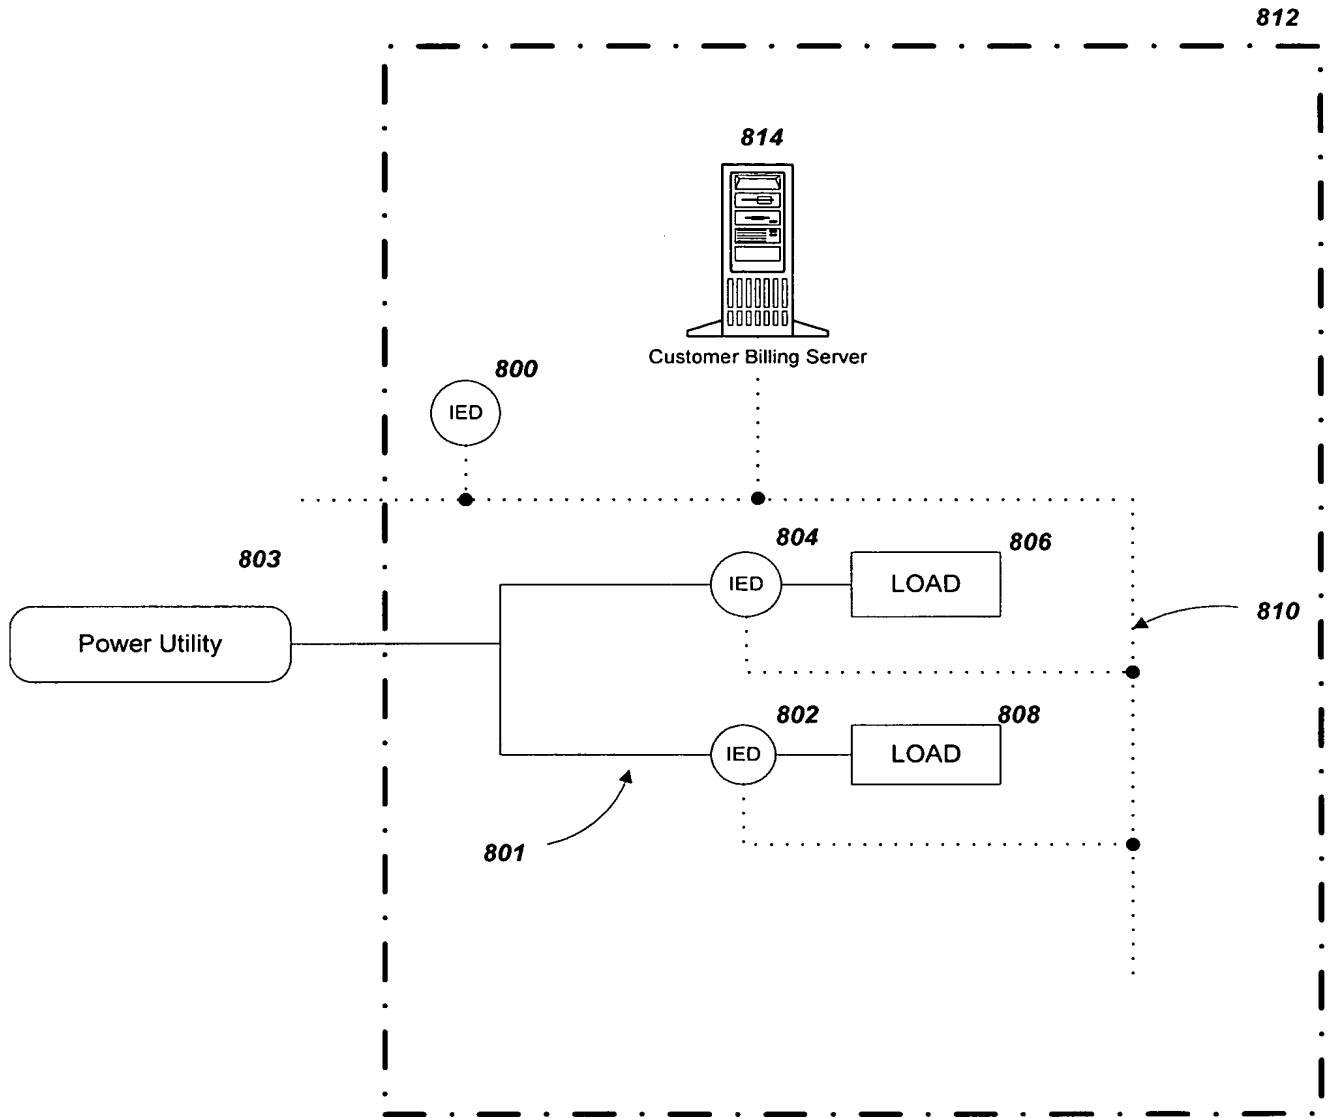 812
814
Customer Billing Server
800
IED
803
804
806
IED
LOAD
810
Power Utility
802
808
IED
LOAD
801